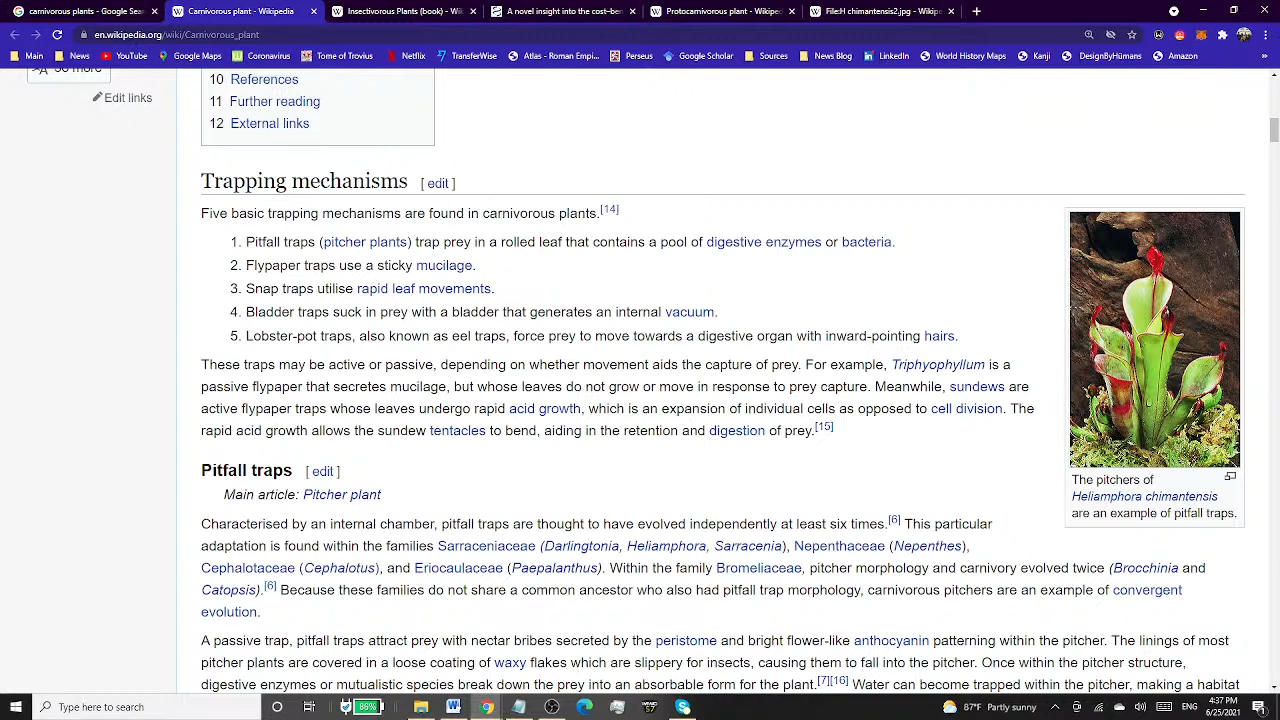 carnivorous plants - Google Sear
Carnivorous plant - Wikipedia
Insectivorous Plants (book) - Wi
A novel insight into the cost-ben
Protocarnivorous plant - Wikiped
File:H chimantesis2.jpg - Wikipe
en.wikipedia.org/wiki/Carnivorous_plant
Main News YouTube Google Maps Coronavirus Tome of Trovius Netflix TransferWise Atlas - Roman Empi... Perseus Google Scholar Sources News Blog LinkedIn World History Maps Kanji DesignByHümans Amazon
50 more
Edit links
10 References
11 Further reading
12 External links
Trapping mechanisms [ edit ]
Five basic trapping mechanisms are found in carnivorous plants.[14]
1. Pitfall traps (pitcher plants) trap prey in a rolled leaf that contains a pool of digestive enzymes or bacteria.
2. Flypaper traps use a sticky mucilage.
3. Snap traps utilise rapid leaf movements.
4. Bladder traps suck in prey with a bladder that generates an internal vacuum.
5. Lobster-pot traps, also known as eel traps, force prey to move towards a digestive organ with inward-pointing hairs.
These traps may be active or passive, depending on whether movement aids the capture of prey. For example, Triphyophyllum is a
passive flypaper that secretes mucilage, but whose leaves do not grow or move in response to prey capture. Meanwhile, sundews are
active flypaper traps whose leaves undergo rapid acid growth, which is an expansion of individual cells as opposed to cell division. The
rapid acid growth allows the sundew tentacles to bend, aiding in the retention and digestion of prey.[15]
The pitchers of
Heliamphora chimantensis
are an example of pitfall traps.
Pitfall traps [ edit ]
Main article: Pitcher plant
Characterised by an internal chamber, pitfall traps are thought to have evolved independently at least six times.[6] This particular
adaptation is found within the families Sarraceniaceae (Darlingtonia, Heliamphora, Sarracenia), Nepenthaceae (Nepenthes),
Cephalotaceae (Cephalotus), and Eriocaulaceae (Paepalanthus). Within the family Bromeliaceae, pitcher morphology and carnivory evolved twice (Brocchinia and
Catopsis).[6] Because these families do not share a common ancestor who also had pitfall trap morphology, carnivorous pitchers are an example of convergent
evolution.
A passive trap, pitfall traps attract prey with nectar bribes secreted by the peristome and bright flower-like anthocyanin patterning within the pitcher. The linings of most
pitcher plants are covered in a loose coating of waxy flakes which are slippery for insects, causing them to fall into the pitcher. Once within the pitcher structure,
digestive enzymes or mutualistic species break down the prey into an absorbable form for the plant.[7][16] Water can become trapped within the pitcher, making a habitat
Type here to search
86%
87°F Partly sunny
4:37 PM
6/25/2021